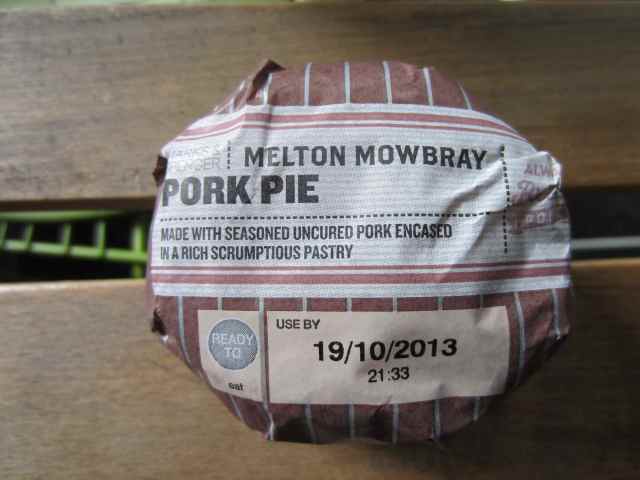 MELTON MOWBRAY
PORK PIE
MADE WITH SEASONED UNCURED PORK ENCASED
IN A RICH SCRUMPTIOUS PASTRY
READY
TO
eat
USE BY
19/10/2013
21:33